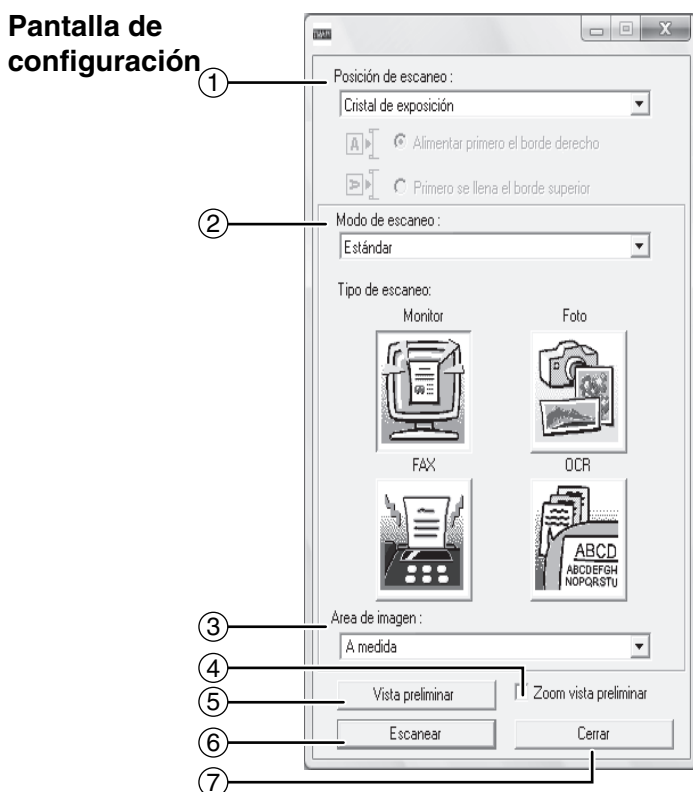 Pantalla de
configuración
TWAIN
X
1
Posición de escaneo :
Cristal de exposición
A
Alimentar primero el borde derecho
A
Primero se llena el borde superior
2
Modo de escaneo :
Estándar
Tipo de escaneo:
Monitor
Foto
FAX
OCR
ABCD
ABCDEFGH
NOPQRSTU
3
Area de imagen :
A medida
4
5
Vista preliminar
Zoom vista preliminar
6
Escanear
Cerrar
7